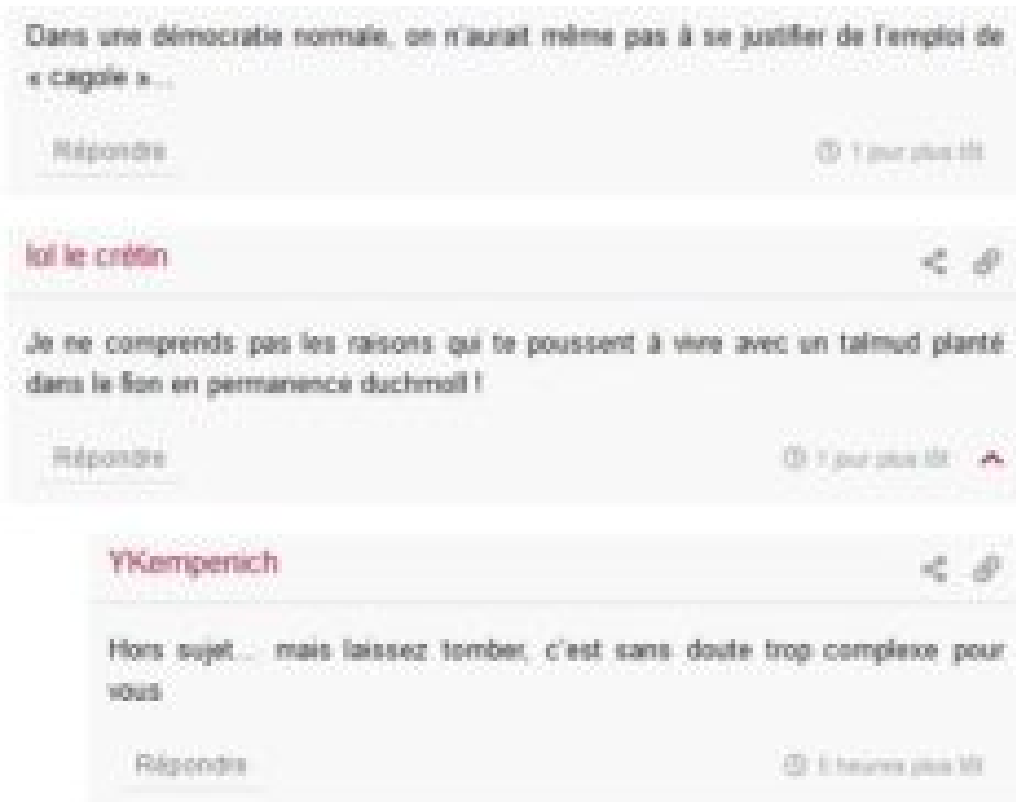 Dans une démocratie normale, on n'aurait même pas à se justifier de l'emploi de
« cagole »...
Répondre
1 jour plus tôt
lol le crétin
Je ne comprends pas les raisons qui te poussent à vivre avec un talmud planté
dans le fion en permanence duchmoll !
Répondre
1 jour plus tôt
YKempenich
Hors sujet... mais laissez tomber, c'est sans doute trop complexe pour
vous
Répondre
heures plus tôt